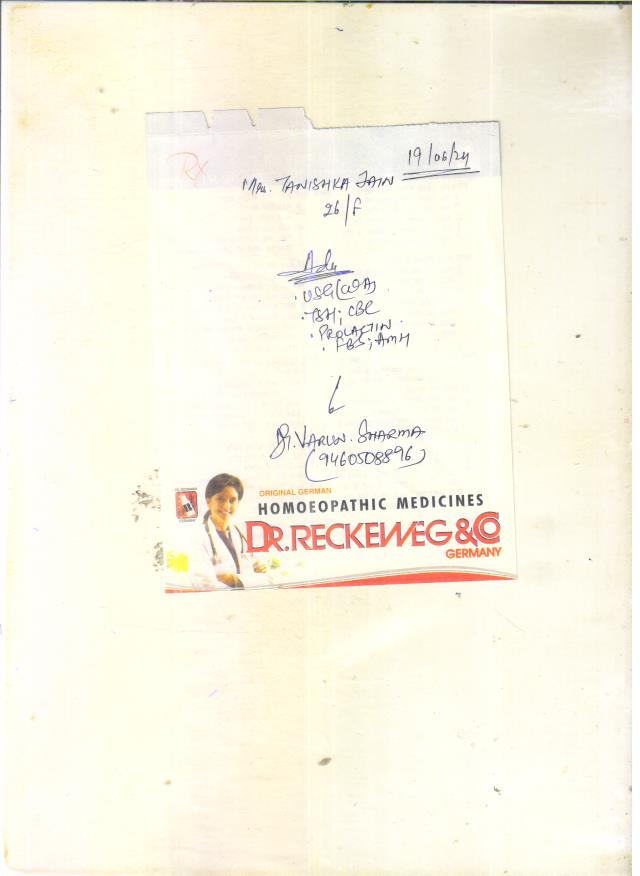 Rx
19/06/24
Mrs. TANISHKA JAIN
26/F
Adv
• USG (W/A)
• TSH; CBC
• PROLACTIN
• FBS; AMH
Dr. VARUN. SHARMA
(9460508896)
ORIGINAL GERMAN
HOMOEOPATHIC MEDICINES
DR. RECKEWEG & CO
GERMANY